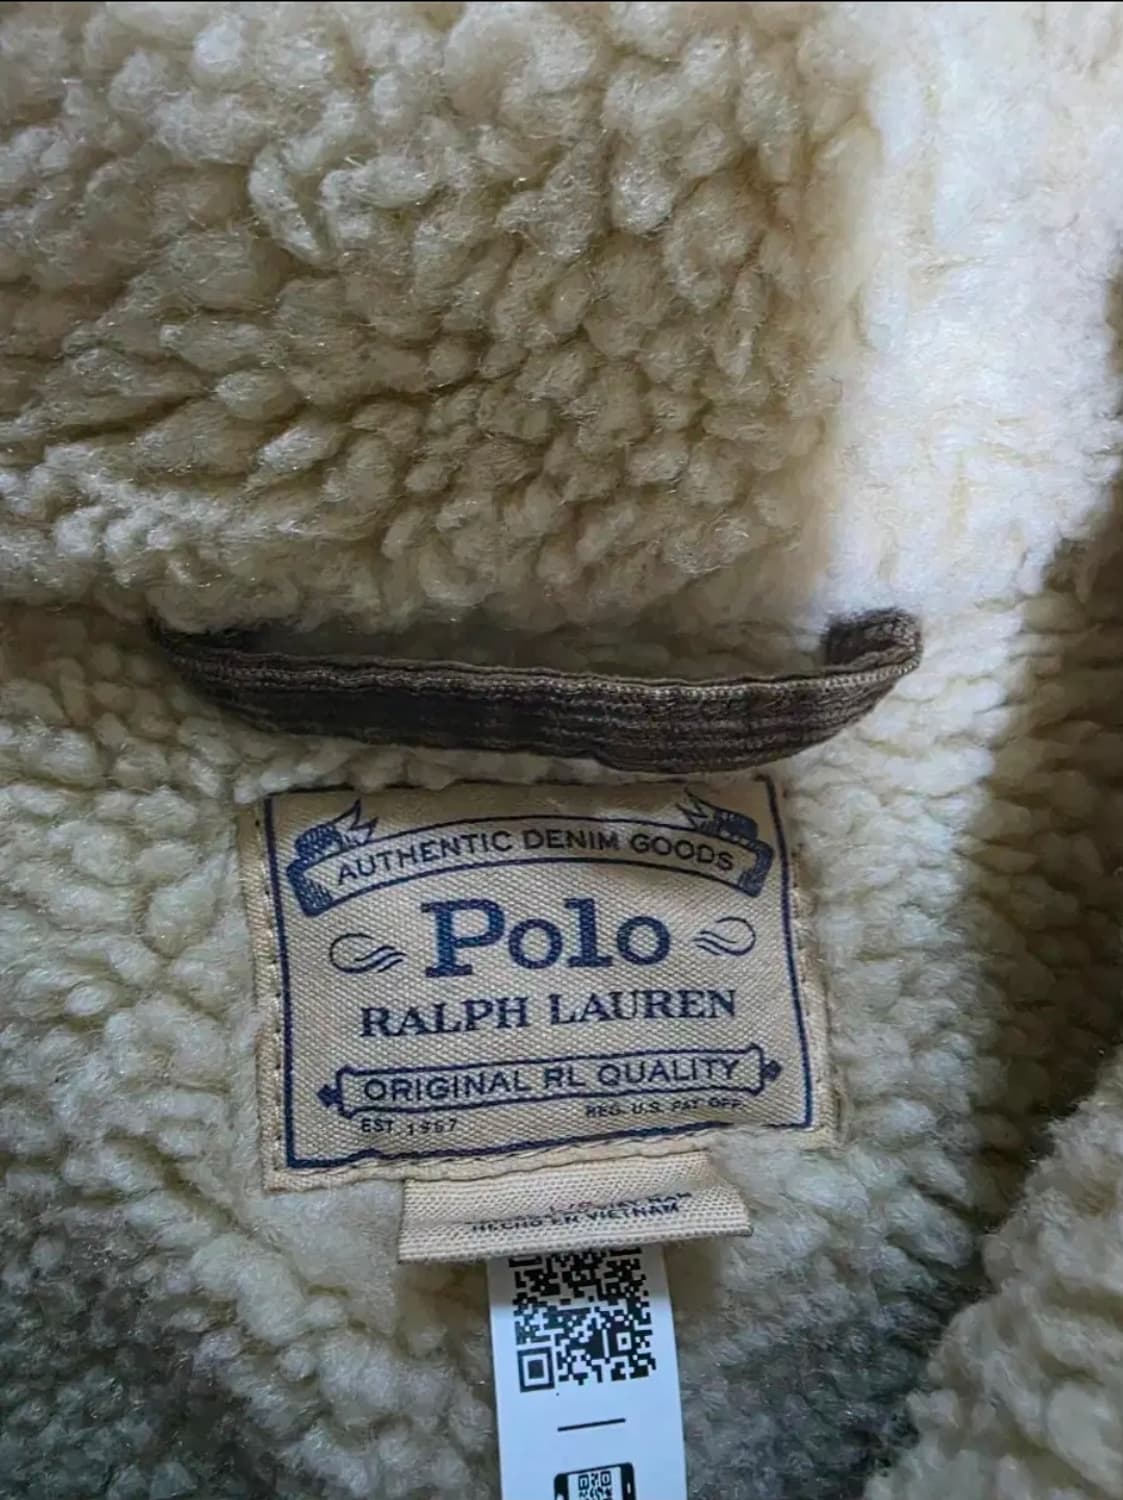 AUTHENTIC DENIM GOODS
Polo
RALPH LAUREN
ORIGINAL RL QUALITY
EST 1967
REG. U.S. PAT OFF.
HECHO EN VIETNAM